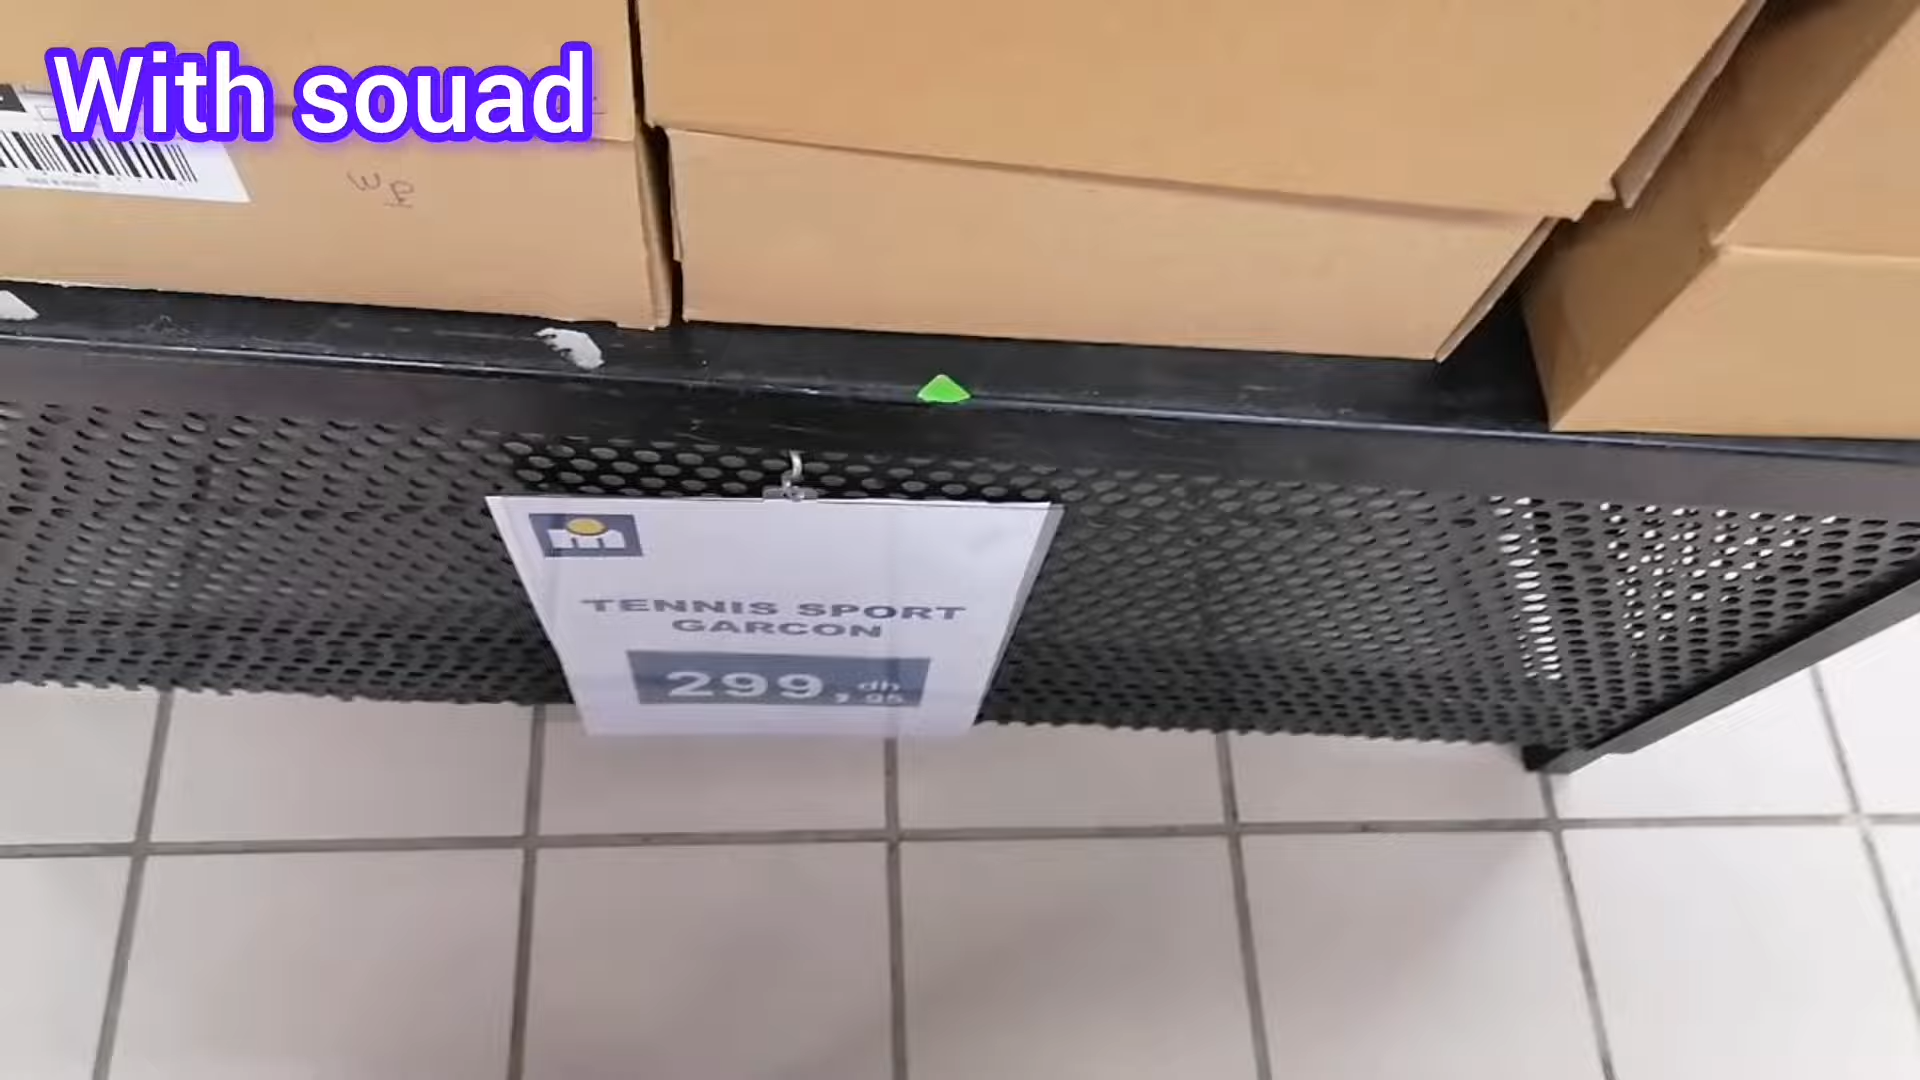 With souad
TENNIS SPORT
GARCON
299, dh
95